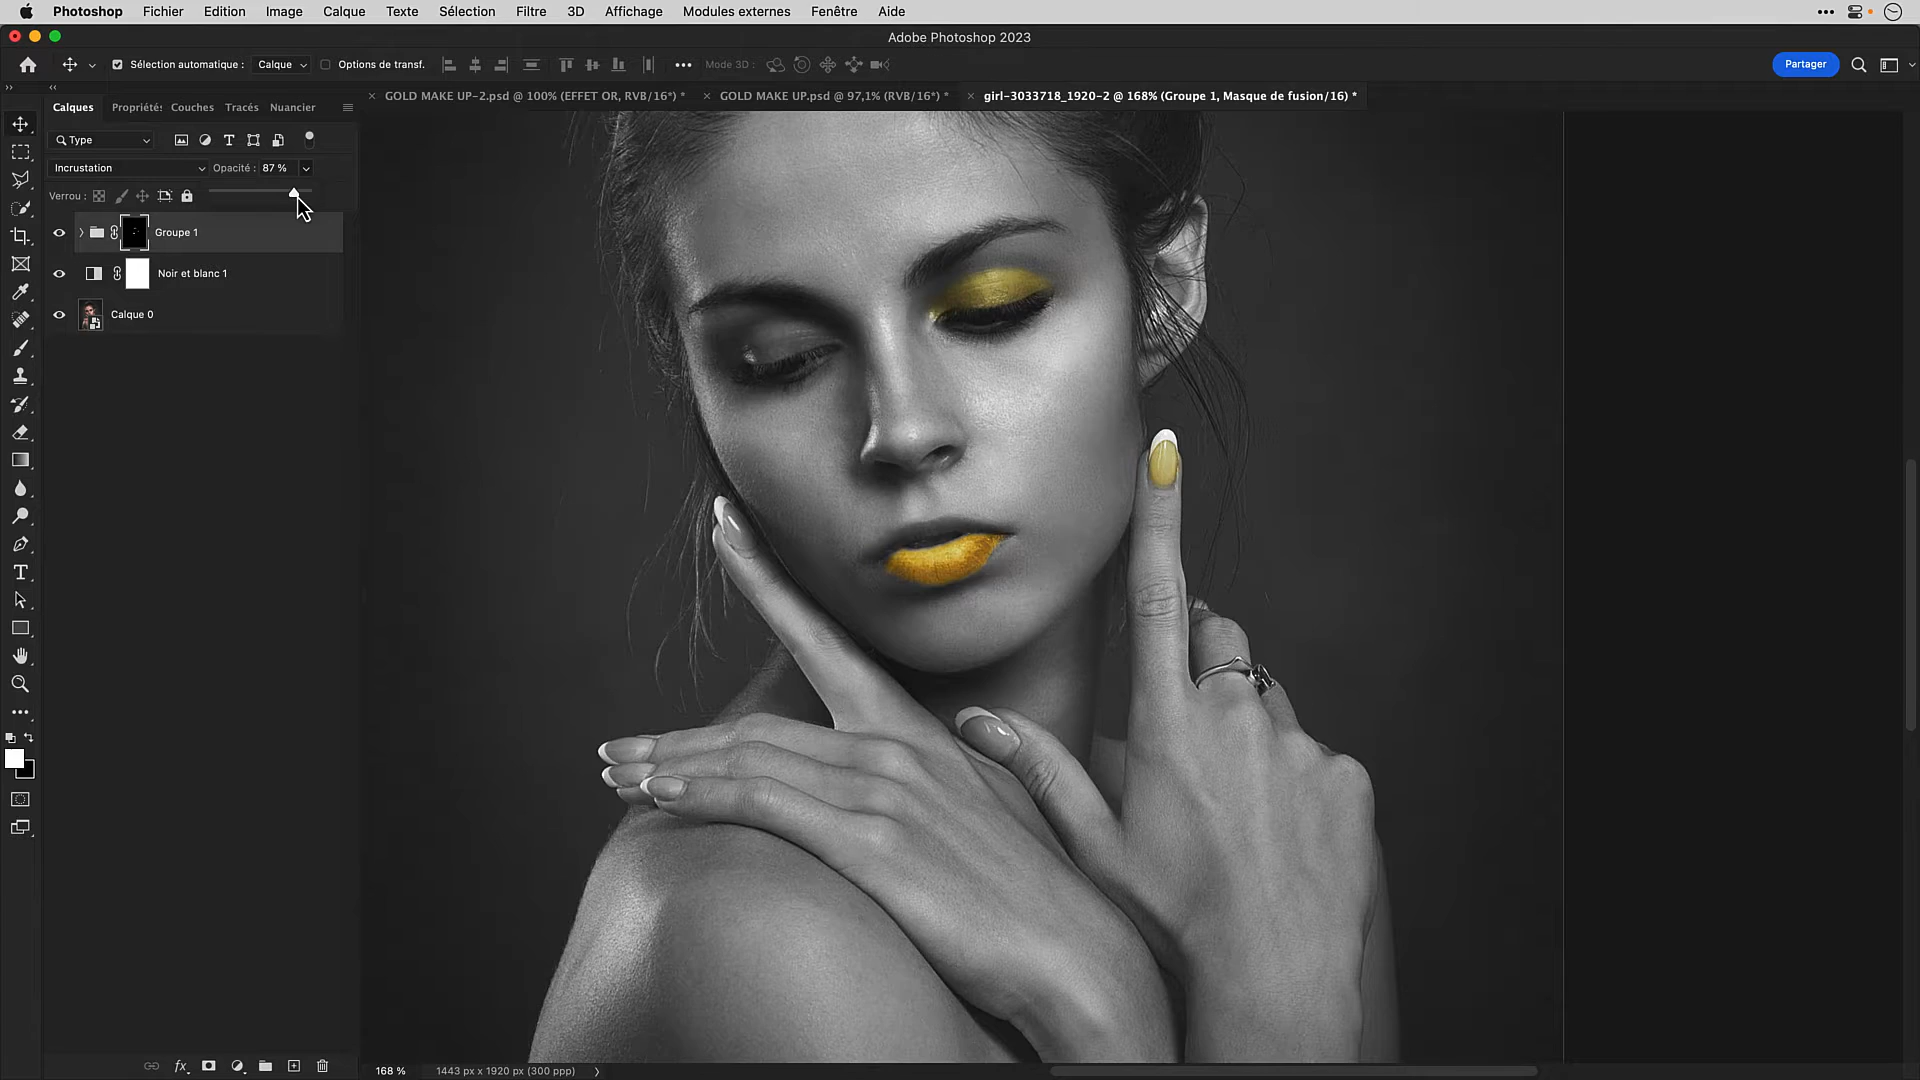 Photoshop Fichier Edition Image Calque Texte Sélection Filtre 3D Affichage Modules externes Fenêtre Aide
Adobe Photoshop 2023
Sélection automatique : Calque Options de transf. Mode 3D : Partager
Calques Propriétés Couches Tracés Nuancier
GOLD MAKE UP-2.psd @ 100% (EFFET OR, RVB/16*) * GOLD MAKE UP.psd @ 97,1% (RVB/16*) * girl-3033718_1920-2 @ 168% (Groupe 1, Masque de fusion/16) *
Type
Incrustation Opacité : 87 %
Verrou :
Groupe 1
Noir et blanc 1
Calque 0
fx
168 % 1443 px x 1920 px (300 ppp)